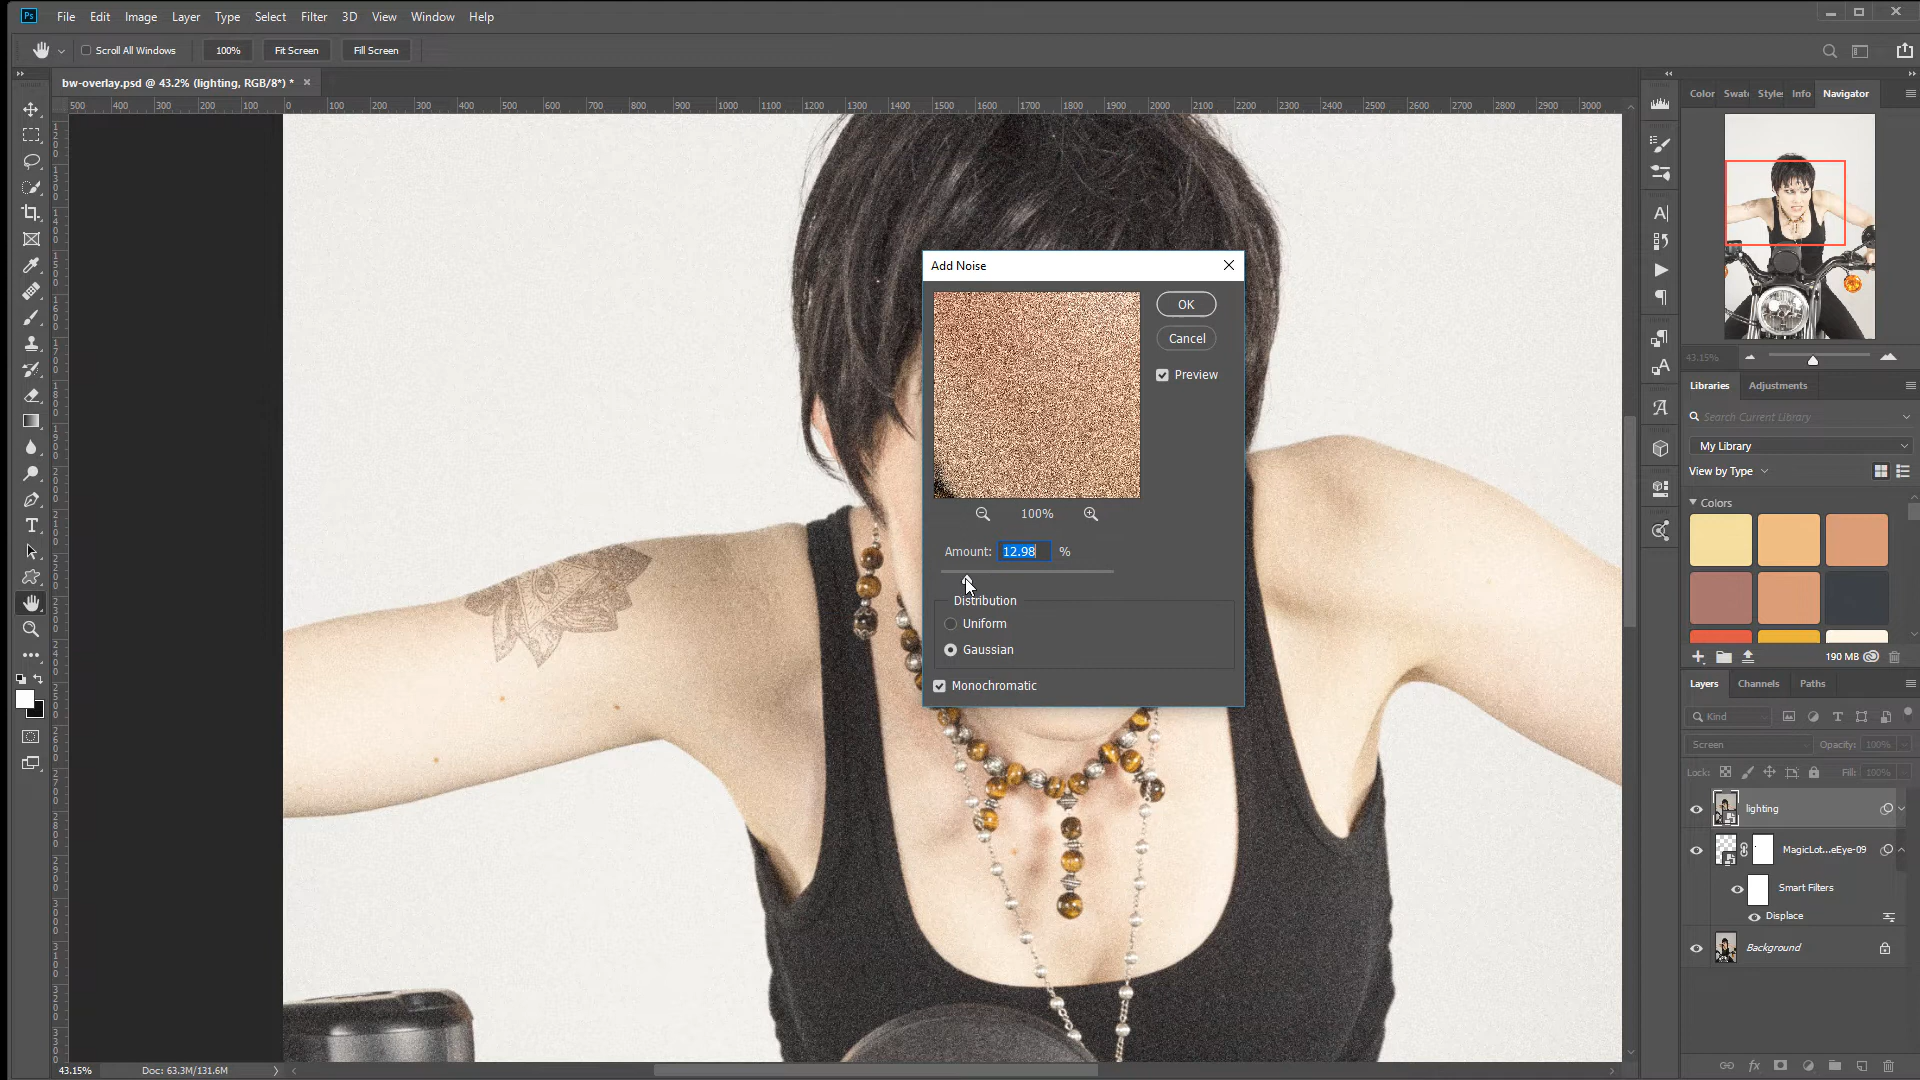 Ps File Edit Image Layer Type Select Filter 3D View Window Help
Scroll All Windows 100% Fit Screen Fill Screen
bw-overlay.psd @ 43.2% (lighting, RGB/8*) * ×
500 400 300 200 100 0 100 200 300 400 500 600 700 800 900 1000 1100 1200 1300 1400 1500 1600 1700 1800 1900 2000 2100 2200 2300 2400 2500 2600 2700 2800 2900 3000
Color Swatc Styles Info Navigator
43.15%
Add Noise
OK
Cancel
Preview
100%
Amount: 12.98 %
Distribution
Uniform
Gaussian
Monochromatic
Libraries Adjustments
Search Current Library
My Library
View by Type
Colors
190 MB
Layers Channels Paths
Kind
Screen Opacity: 100%
Lock: Fill: 100%
lighting
MagicLot...eEye-09
Smart Filters
Displace
Background
43.15% Doc: 63.3M/131.6M